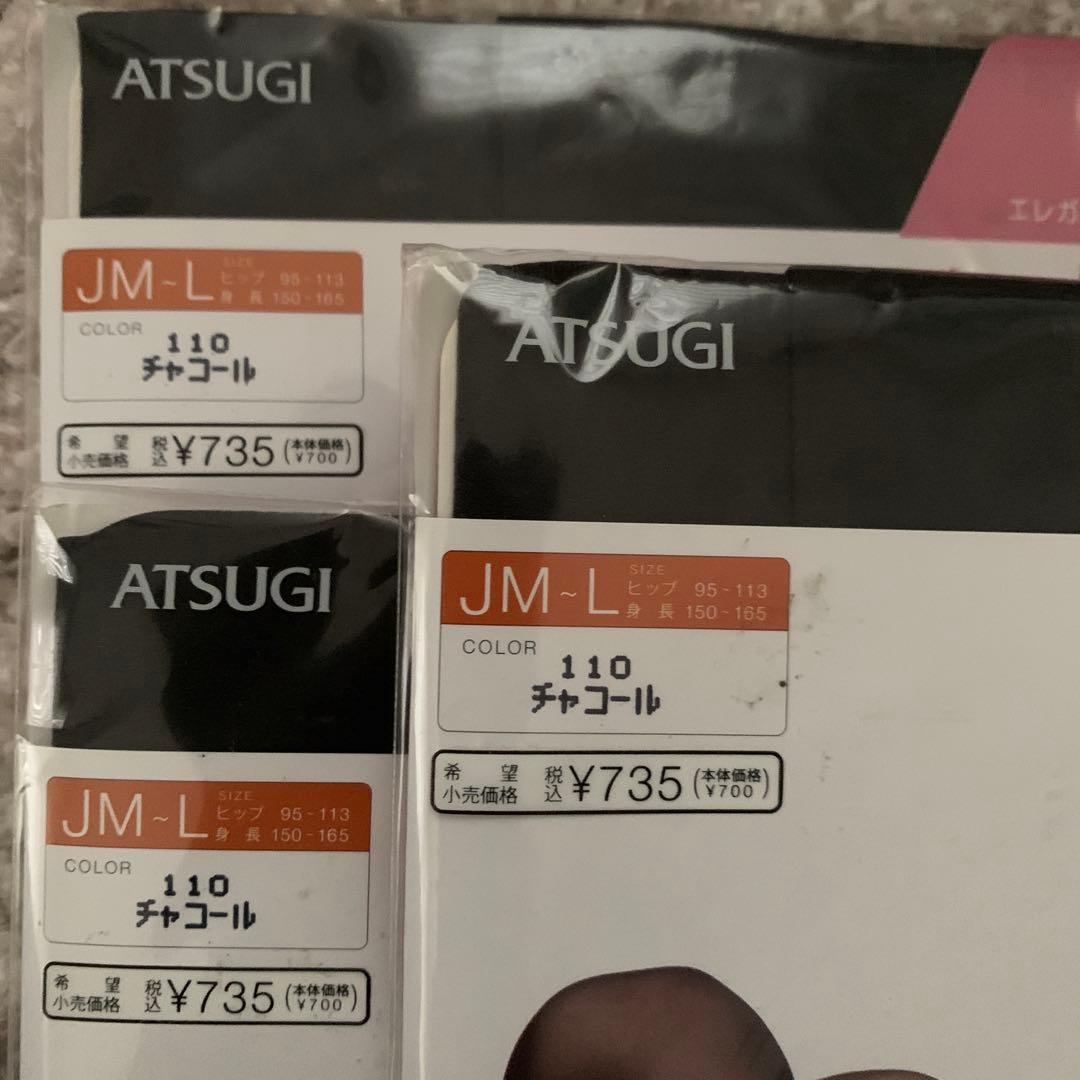 ATSUGI
エレガ
JM~L
SIZE
ヒップ 95-113
身長 150-165
COLOR
110
チャコール
希望小売価格 税込 ¥735 (本体価格 ¥700)
ATSUGI
JM~L
SIZE
ヒップ 95-113
身長 150-165
COLOR
110
チャコール
希望小売価格 税込 ¥735 (本体価格 ¥700)
ATSUGI
JM~L
SIZE
ヒップ 95-113
身長 150-165
COLOR
110
チャコール
希望小売価格 税込 ¥735 (本体価格 ¥700)